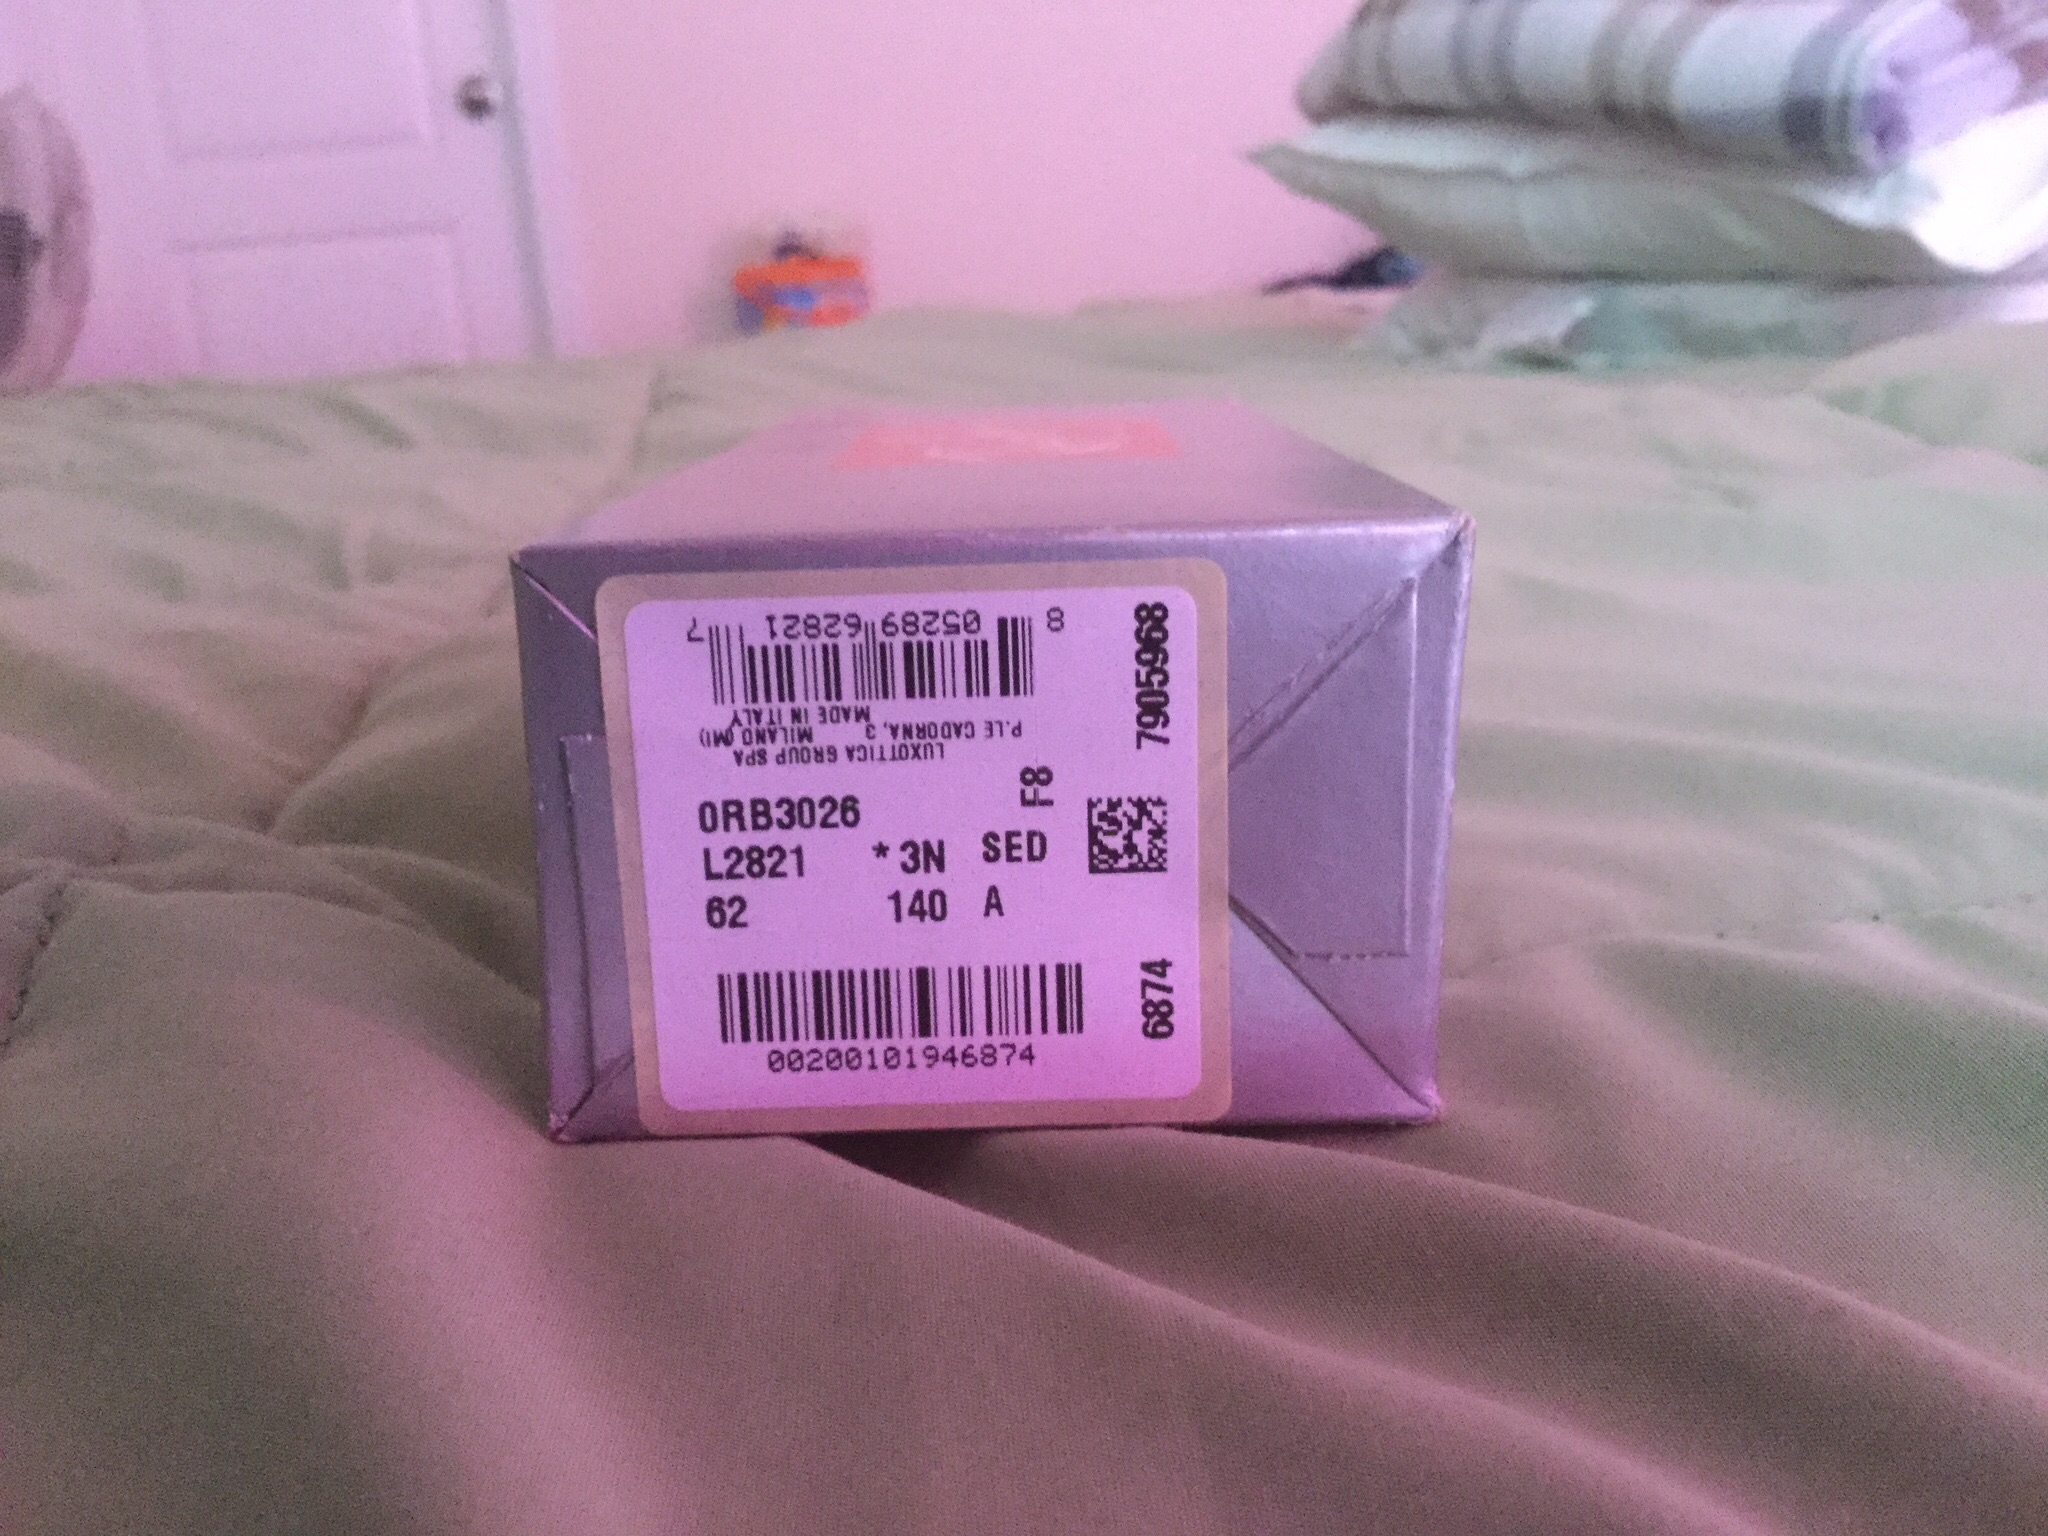 8 05289 62821 7
LUXOTTICA GROUP SPA
P.LE CADORNA, 3 MILANO (MI)
MADE IN ITALY
7905968
F8
0RB3026
L2821 * 3N SED
62 140 A
6874
00200101946874